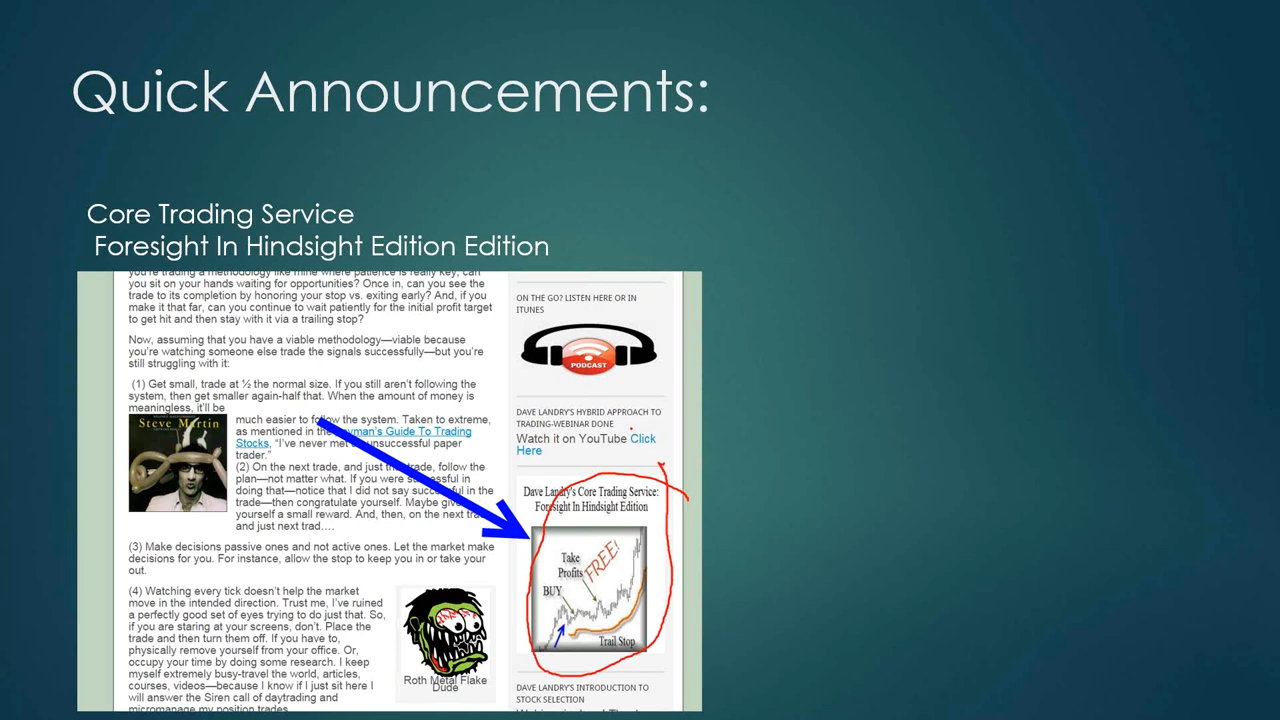 Quick Announcements:
Core Trading Service
Foresight In Hindsight Edition Edition
you're trading a methodology like mine where patience is really key, can
you sit on your hands waiting for opportunities? Once in, can you see the
trade to its completion by honoring your stop vs. exiting early? And, if you
make it that far, can you continue to wait patiently for the initial profit target
to get hit and then stay with it via a trailing stop?
Now, assuming that you have a viable methodology—viable because
you're watching someone else trade the signals successfully—but you're
still struggling with it:
(1) Get small, trade at ½ the normal size. If you still aren't following the
system, then get smaller again-half that. When the amount of money is
meaningless, it'll be
Steve Martin
much easier to follow the system. Taken to extreme,
as mentioned in the Layman's Guide To Trading
Stocks, "I've never met unsuccessful paper
trader."
(2) On the next trade, and just trade, follow the
plan—not matter what. If you were successful in
doing that—notice that I did not say successful in the
trade—then congratulate yourself. Maybe
yourself a small reward. And, then, on the next
and just next trad....
(3) Make decisions passive ones and not active ones. Let the market make
decisions for you. For instance, allow the stop to keep you in or take your
out.
(4) Watching every tick doesn't help the market
move in the intended direction. Trust me, I've ruined
a perfectly good set of eyes trying to do just that. So,
if you are staring at your screens, don't. Place the
trade and then turn them off. If you have to,
physically remove yourself from your office. Or,
occupy your time by doing some research. I keep
myself extremely busy-travel the world, articles,
courses, videos—because I know if I just sit here I
will answer the Siren call of daytrading and
micromanage my position trades.
Roth Metal Flake
Dude
ON THE GO? LISTEN HERE OR IN
ITUNES
PODCAST
DAVE LANDRY'S HYBRID APPROACH TO
TRADING-WEBINAR DONE
Watch it on YouTube Click
Here
Dave Landry's Core Trading Service:
Foresight In Hindsight Edition
Take
Profits
FREE!
BUY
Trail Stop
DAVE LANDRY'S INTRODUCTION TO
STOCK SELECTION